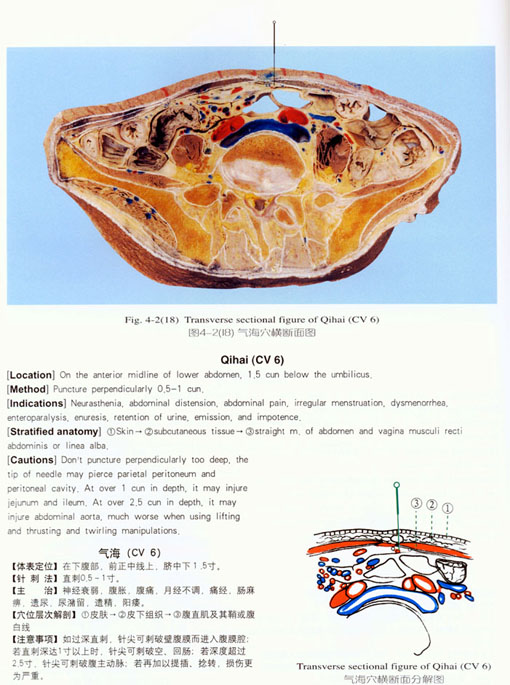 Fig. 4-2(18) Transverse sectional figure of Qihai (CV 6)
图4-2(18) 气海穴横断面图
Qihai (CV 6)
[Location] On the anterior midline of lower abdomen, 1.5 cun below the umbilicus.
[Method] Puncture perpendicularly 0.5-1 cun.
[Indications] Neurasthenia, abdominal distension, abdominal pain, irregular menstruation, dysmenorrhea,
enteroparalysis, enuresis, retention of urine, emission, and impotence.
[Stratified anatomy] ①Skin→②subcutaneous tissue→③straight m. of abdomen and vagina musculi recti
abdominis or linea alba.
[Cautions] Don't puncture perpendicularly too deep, the
tip of needle may pierce parietal peritoneum and
peritoneal cavity. At over 1 cun in depth, it may injure
jejunum and ileum. At over 2.5 cun in depth, it may
injure abdominal aorta, much worse when using lifting
and thrusting and twirling manipulations.
气海 (CV 6)
【体表定位】在下腹部，前正中线上，脐中下1.5寸。
【针 刺 法】直刺0.5-1寸。
【主　　治】神经衰弱、腹胀、腹痛、月经不调、痛经、肠麻
痹、遗尿、尿潴留、遗精、阳痿。
【穴位层次解剖】①皮肤→②皮下组织→③腹直肌及其鞘或腹
白线
【注意事项】如过深直刺，针尖可刺破壁腹膜而进入腹膜腔；
若直刺深达1寸以上时，针尖可刺破空、回肠；若深度超过
2.5寸，针尖可刺破腹主动脉；若再加以提插、捻转，损伤更
为严重。
③ ② ①
Transverse sectional figure of Qihai (CV 6)
气海穴横断面分解图